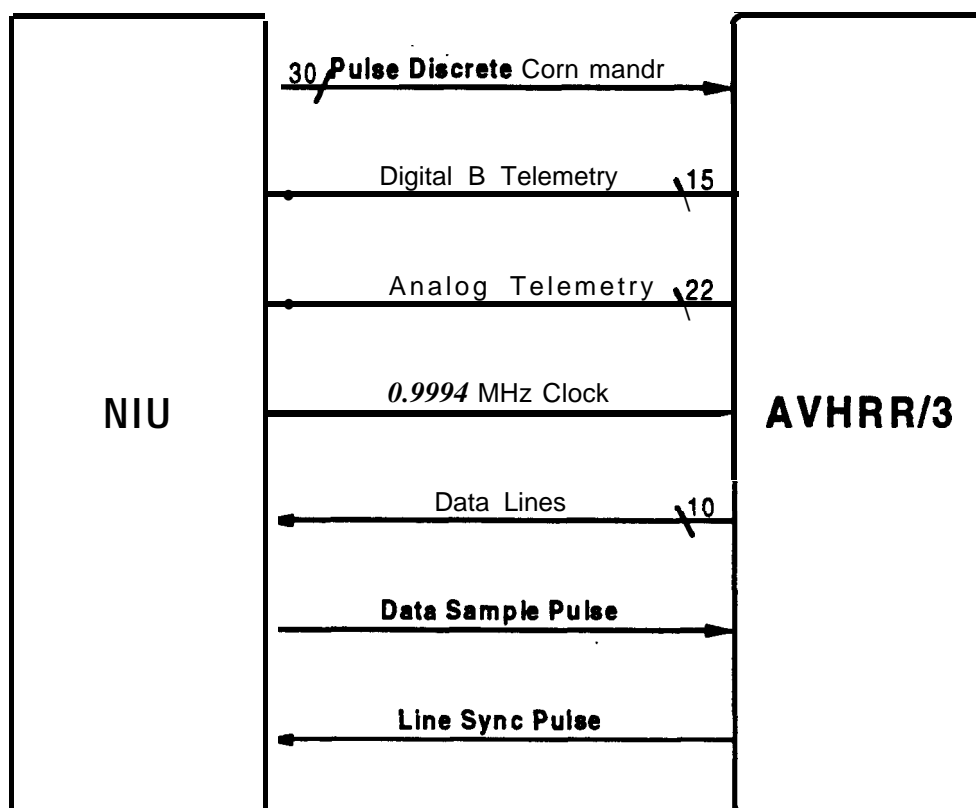 30 Pulse Discrete Corn mandr
Digital B Telemetry 15
Analog Telemetry 22
NIU
0.9994 MHz Clock
AVHRR/3
Data Lines 10
Data Sample Pulse
Line Sync Pulse